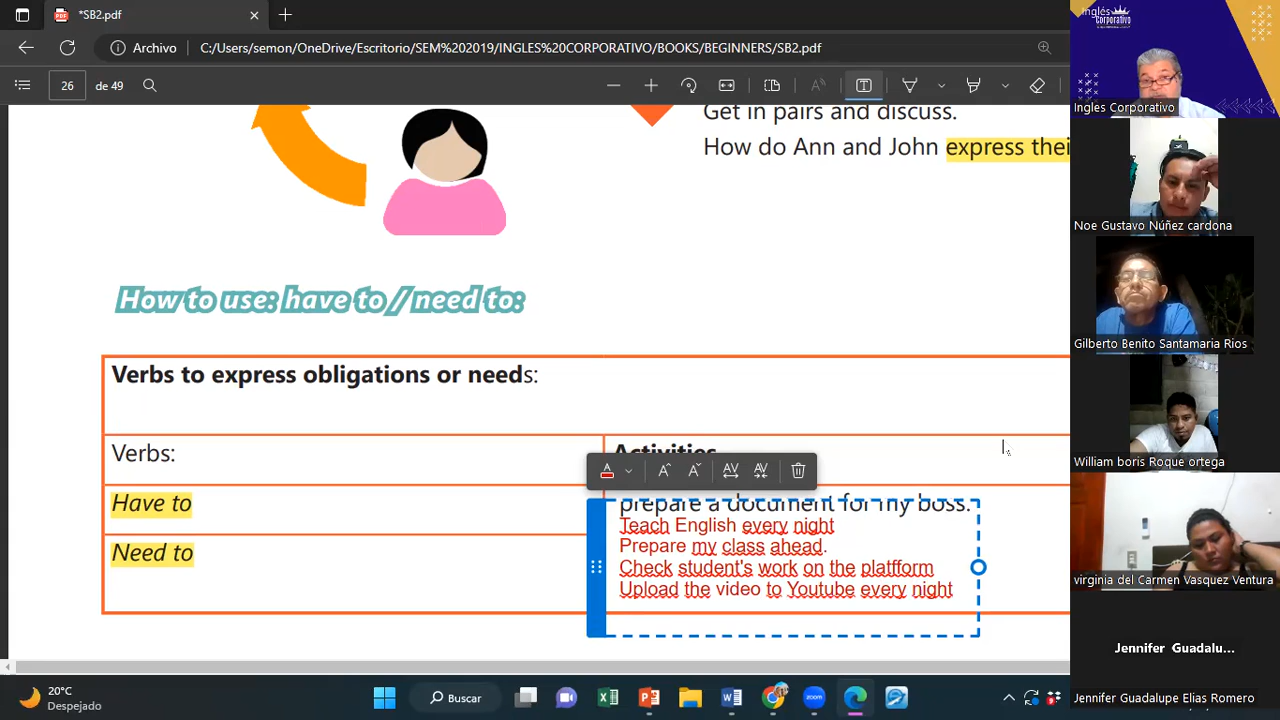 *SB2.pdf
Archivo
C:/Users/semon/OneDrive/Escritorio/SEM%202019/INGLES%20CORPORATIVO/BOOKS/BEGINNERS/SB2.pdf
26
de 49
Get in pairs and discuss.
How do Ann and John express thei
How to use: have to / need to:
Verbs to express obligations or needs:
Verbs:
Activities
Have to
prepare a document for my boss.
Teach English every night
Prepare my class ahead.
Need to
Check student's work on the platfform
Upload the video to Youtube every night
20°C
Despejado
Buscar
Inglés
Corporativo
Ingles Corporativo
Noe Gustavo Núñez cardona
Gilberto Benito Santamaria Rios
William boris Roque ortega
virginia del Carmen Vasquez Ventura
Jennifer Guadalu...
Jennifer Guadalupe Elias Romero